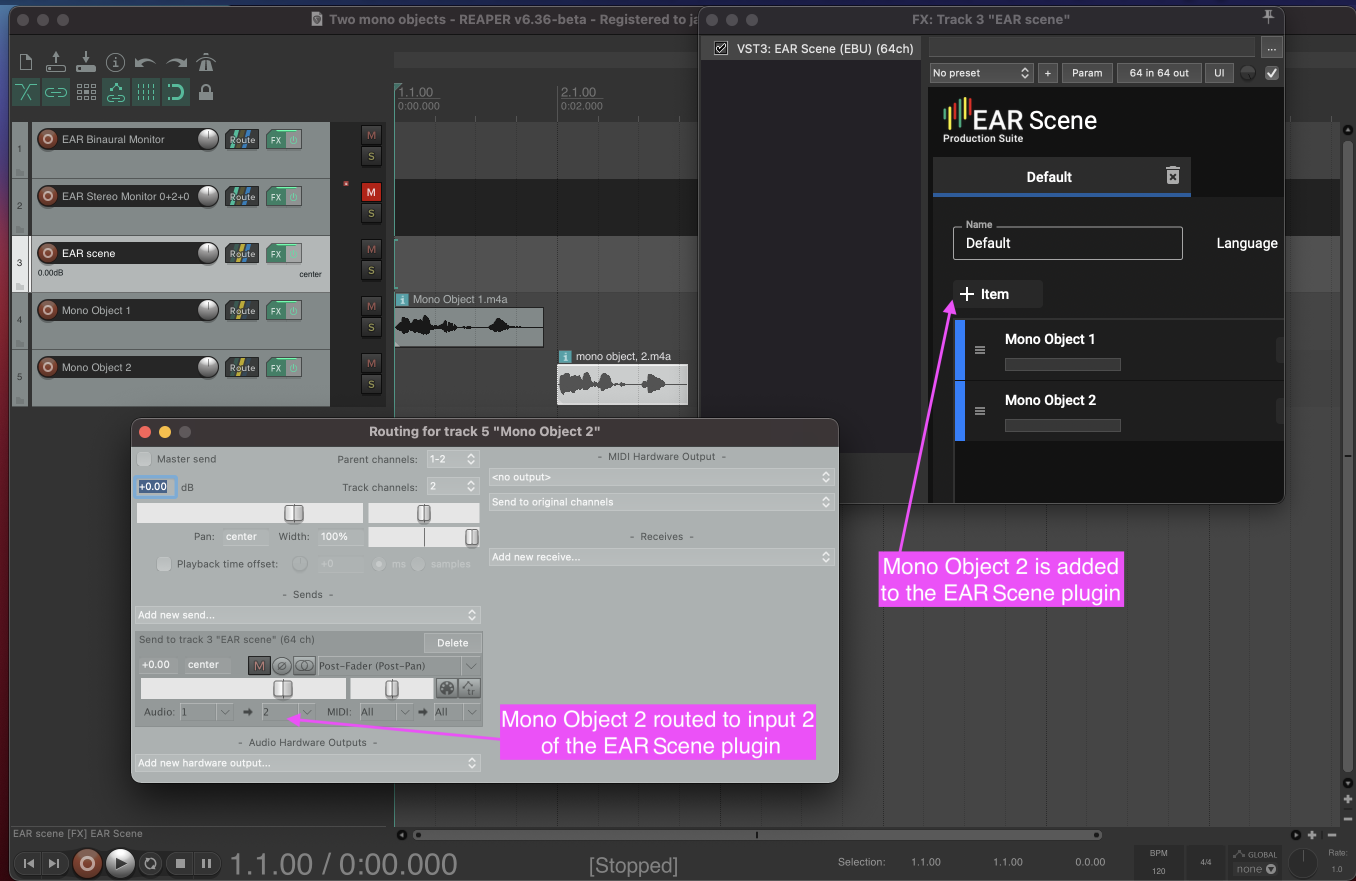 Two mono objects - REAPER v6.36-beta - Registered to ja
FX: Track 3 "EAR scene"
VST3: EAR Scene (EBU) (64ch)
...
No preset
+
Param
64 in 64 out
UI
EAR Scene
Production Suite
Default
Name
Default
Language
+ Item
Mono Object 1
Mono Object 2
1.1.00
0:00.000
2.1.00
0:02.000
1
EAR Binaural Monitor
Route
FX
M
S
2
EAR Stereo Monitor 0+2+0
Route
FX
M
S
3
EAR scene
Route
FX
M
S
0.00dB
center
4
Mono Object 1
Route
FX
M
S
5
Mono Object 2
Route
FX
M
S
Mono Object 1.m4a
mono object, 2.m4a
Routing for track 5 "Mono Object 2"
Master send
Parent channels:
1-2
+0.00
dB
Track channels:
2
Pan:
center
Width:
100%
Playback time offset:
+0
ms
samples
- Sends -
Add new send...
Send to track 3 "EAR scene" (64 ch)
Delete
+0.00
center
M
Post-Fader (Post-Pan)
tr
Audio:
1
2
MIDI:
All
All
- Audio Hardware Outputs -
Add new hardware output...
- MIDI Hardware Output -
<no output>
Send to original channels
- Receives -
Add new receive...
Mono Object 2 is added
to the EAR Scene plugin
Mono Object 2 routed to input 2
of the EAR Scene plugin
EAR scene [FX] EAR Scene
1.1.00 / 0:00.000
[Stopped]
Selection:
1.1.00
1.1.00
0.0.00
BPM
120
4/4
GLOBAL
none
Rate:
1.0